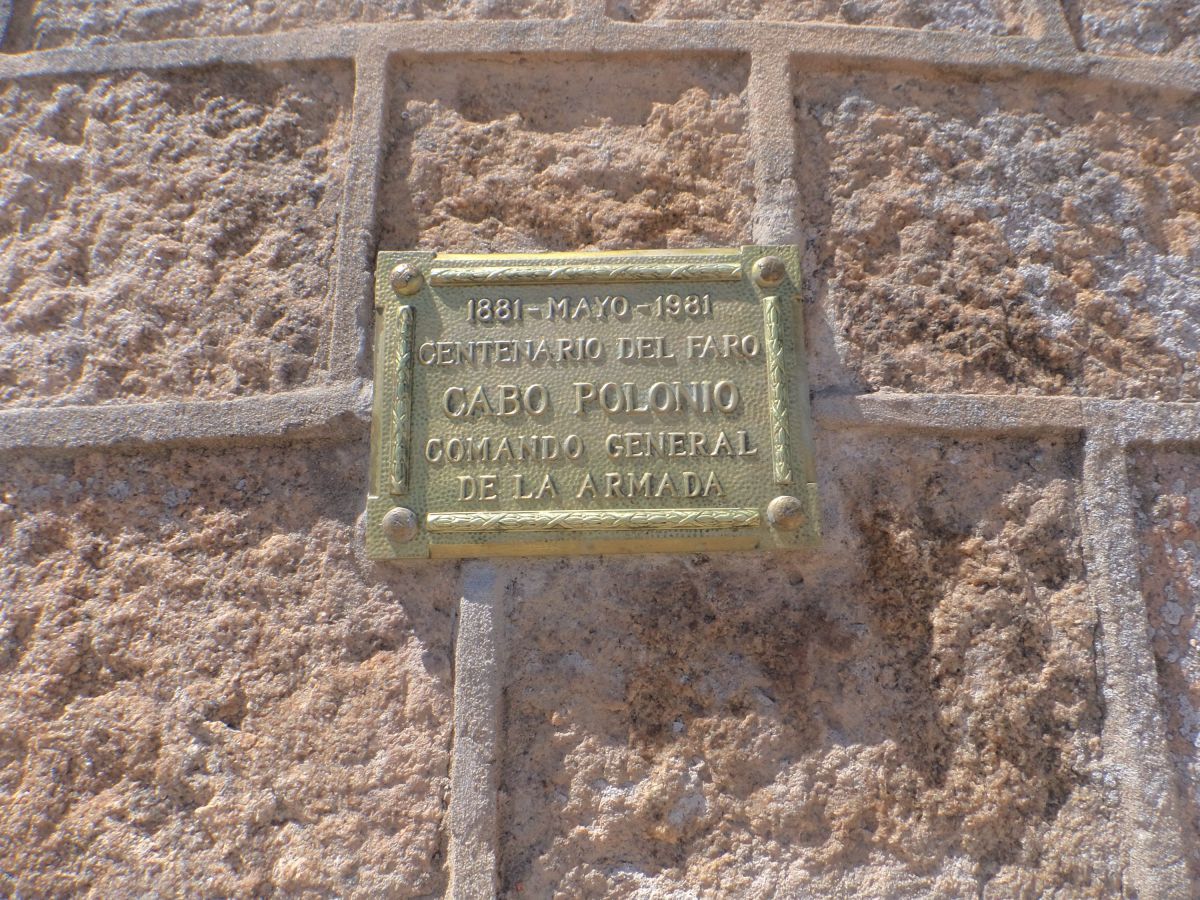 1881-MAYO-1981
CENTENARIO DEL FARO
CABO POLONIO
COMANDO GENERAL
DE LA ARMADA